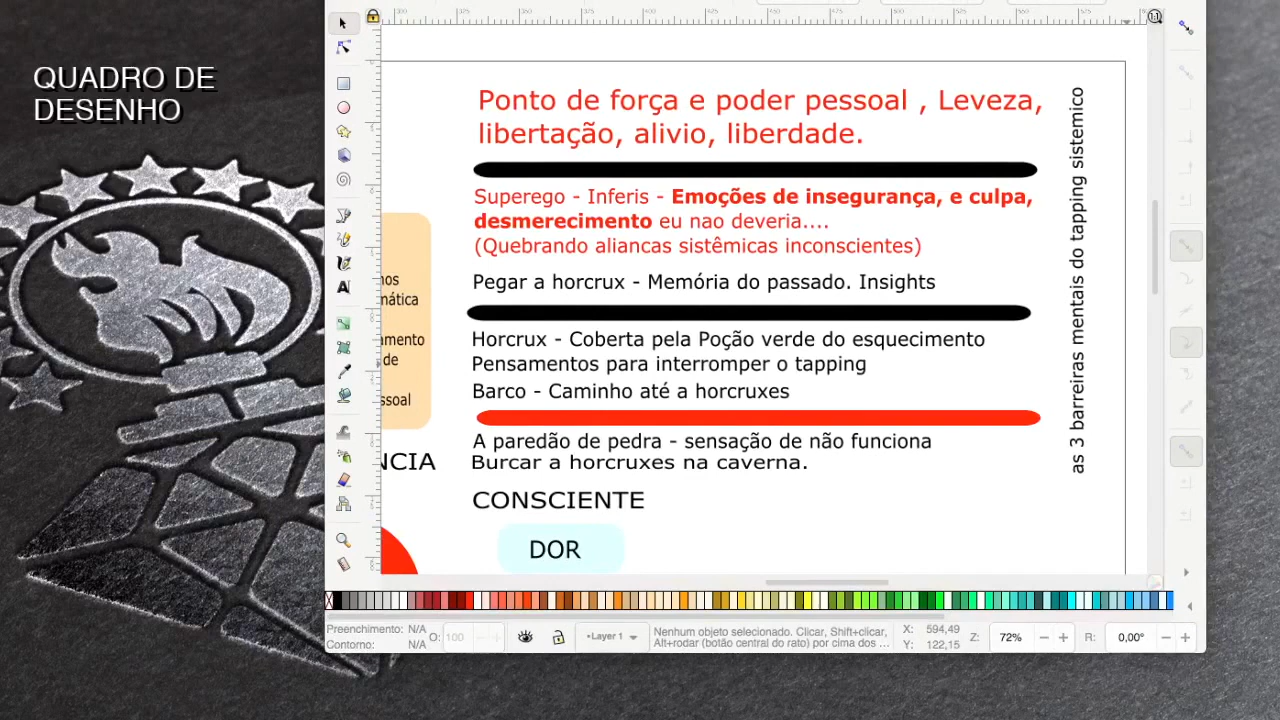 QUADRO DE
DESENHO
Ponto de força e poder pessoal , Leveza,
libertação, alivio, liberdade.
Superego - Inferis - Emoções de insegurança, e culpa,
desmerecimento eu nao deveria....
(Quebrando aliancas sistêmicas inconscientes)
Pegar a horcrux - Memória do passado. Insights
Horcrux - Coberta pela Poção verde do esquecimento
Pensamentos para interromper o tapping
Barco - Caminho até a horcruxes
A paredão de pedra - sensação de não funciona
Burcar a horcruxes na caverna.
CONSCIENTE
DOR
as 3 barreiras mentais do tapping sistemico
nos
mática
amento
de
ssoal
NCIA
Preenchimento: N/A
Contorno: N/A
O: 100
•Layer 1
Nenhum objeto selecionado. Clicar, Shift+clicar,
Alt+rodar (botão central do rato) por cima dos ...
X: 594,49
Y: 122,15
Z: 72%
R: 0,00°